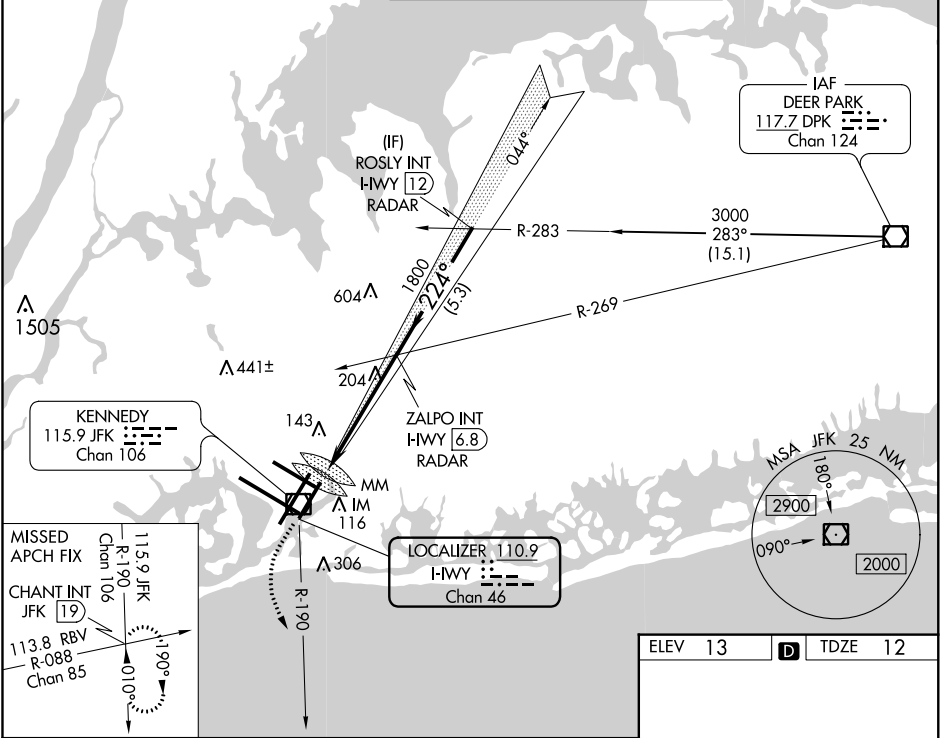 IAF
DEER PARK
117.7 DPK
Chan 124
(IF)
ROSLY INT
I-IWY 12
RADAR
044°
R-283
3000
283°
(15.1)
1800
224°
(5.3)
604
R-269
1505
441±
204
KENNEDY
115.9 JFK
Chan 106
143
ZALPO INT
I-IWY 6.8
RADAR
MM
IM
116
MSA JFK 25 NM
180°
2900
090°
2000
LOCALIZER 110.9
I-IWY
Chan 46
306
R-190
MISSED
APCH FIX
115.9 JFK
R-190
Chan 106
CHANT INT
JFK 19
113.8 RBV
R-088
Chan 85
190°
010°
ELEV 13
D
TDZE 12